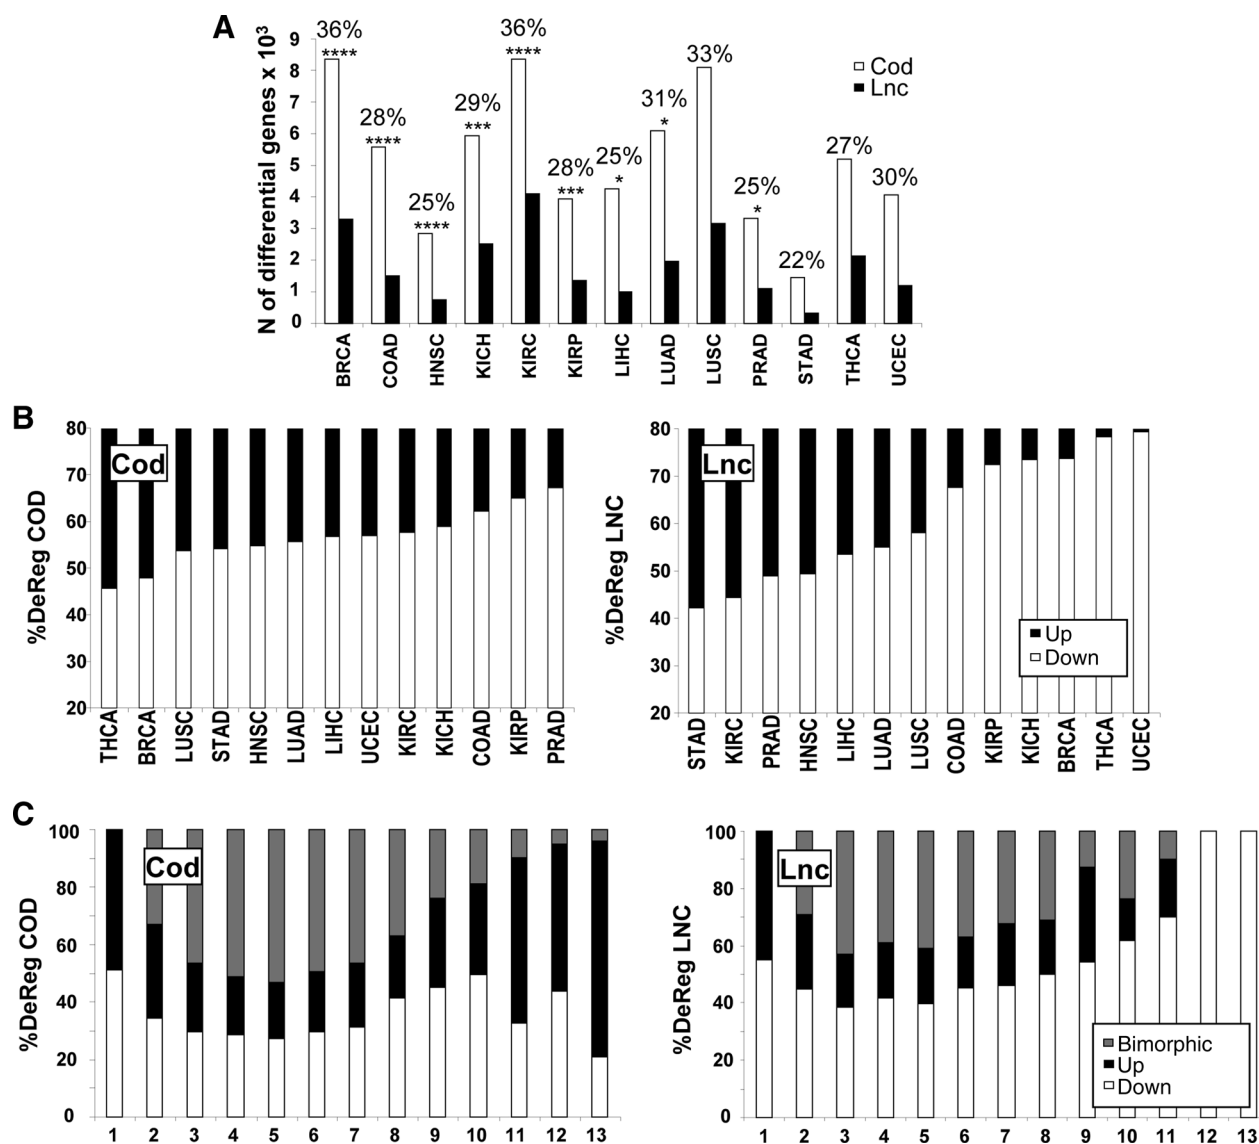 A
N of differential genes x 10³
9
8
7
6
5
4
3
2
1
0
36%
****
28%
****
25%
****
29%
***
36%
****
28%
***
25%
*
31%
*
33%
25%
*
22%
27%
30%
Cod
Lnc
BRCA COAD HNSC KICH KIRC KIRP LIHC LUAD LUSC PRAD STAD THCA UCEC
B
%DeReg COD
80
70
60
50
40
30
20
Cod
THCA BRCA LUSC STAD HNSC LUAD LIHC UCEC KIRC KICH COAD KIRP PRAD
%DeReg LNC
80
70
60
50
40
30
20
Lnc
Up
Down
STAD KIRC PRAD HNSC LIHC LUAD LUSC COAD KIRP KICH BRCA THCA UCEC
C
%DeReg COD
100
80
60
40
20
0
Cod
1 2 3 4 5 6 7 8 9 10 11 12 13
%DeReg LNC
100
80
60
40
20
0
Lnc
Bimorphic
Up
Down
1 2 3 4 5 6 7 8 9 10 11 12 13